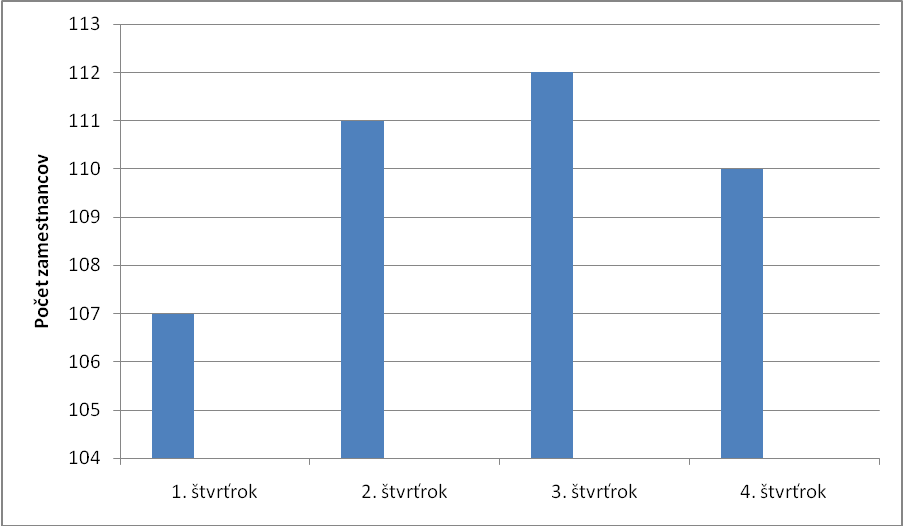 113
112
111
110
109
108
107
106
105
104
Počet zamestnancov
1. štvrťrok
2. štvrťrok
3. štvrťrok
4. štvrťrok